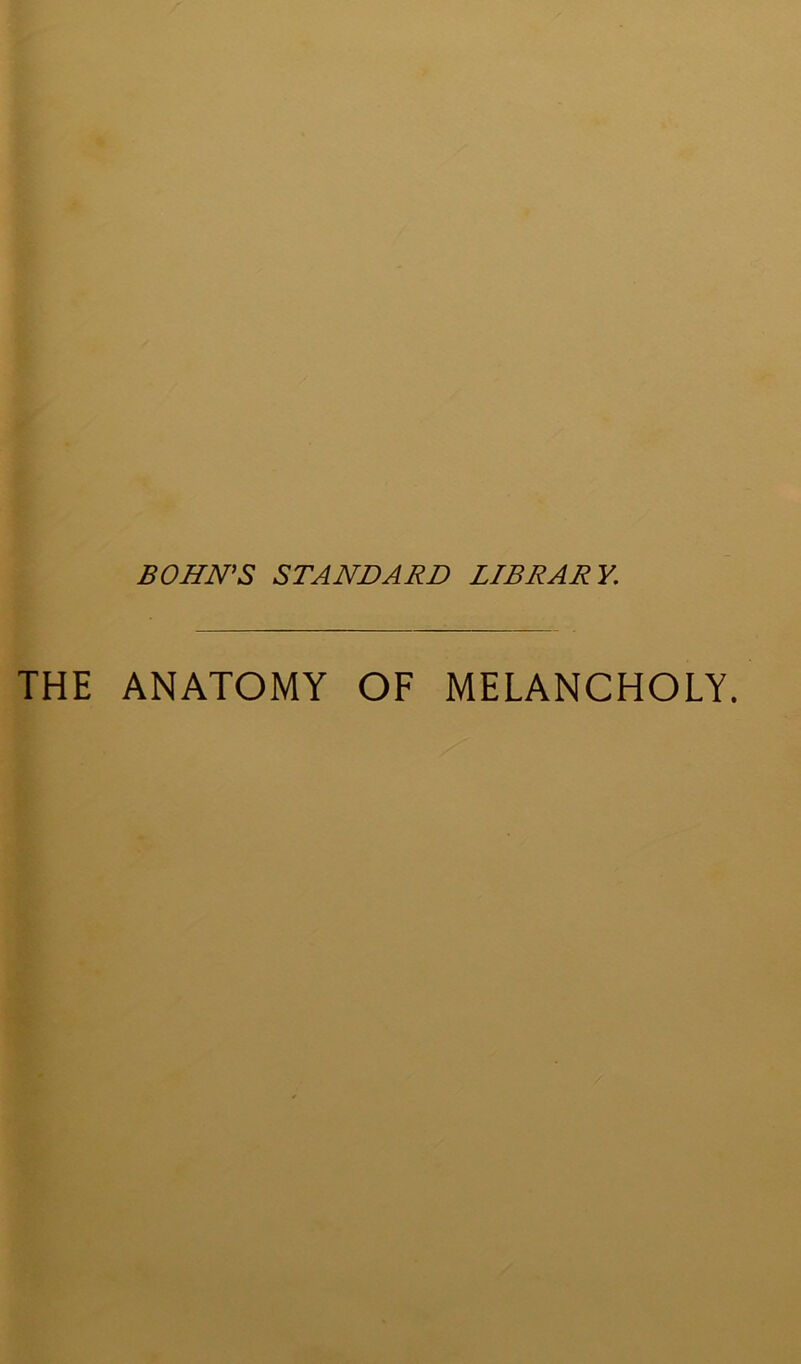 BOHN'S STANDARD LIBRARY.
THE ANATOMY OF MELANCHOLY.